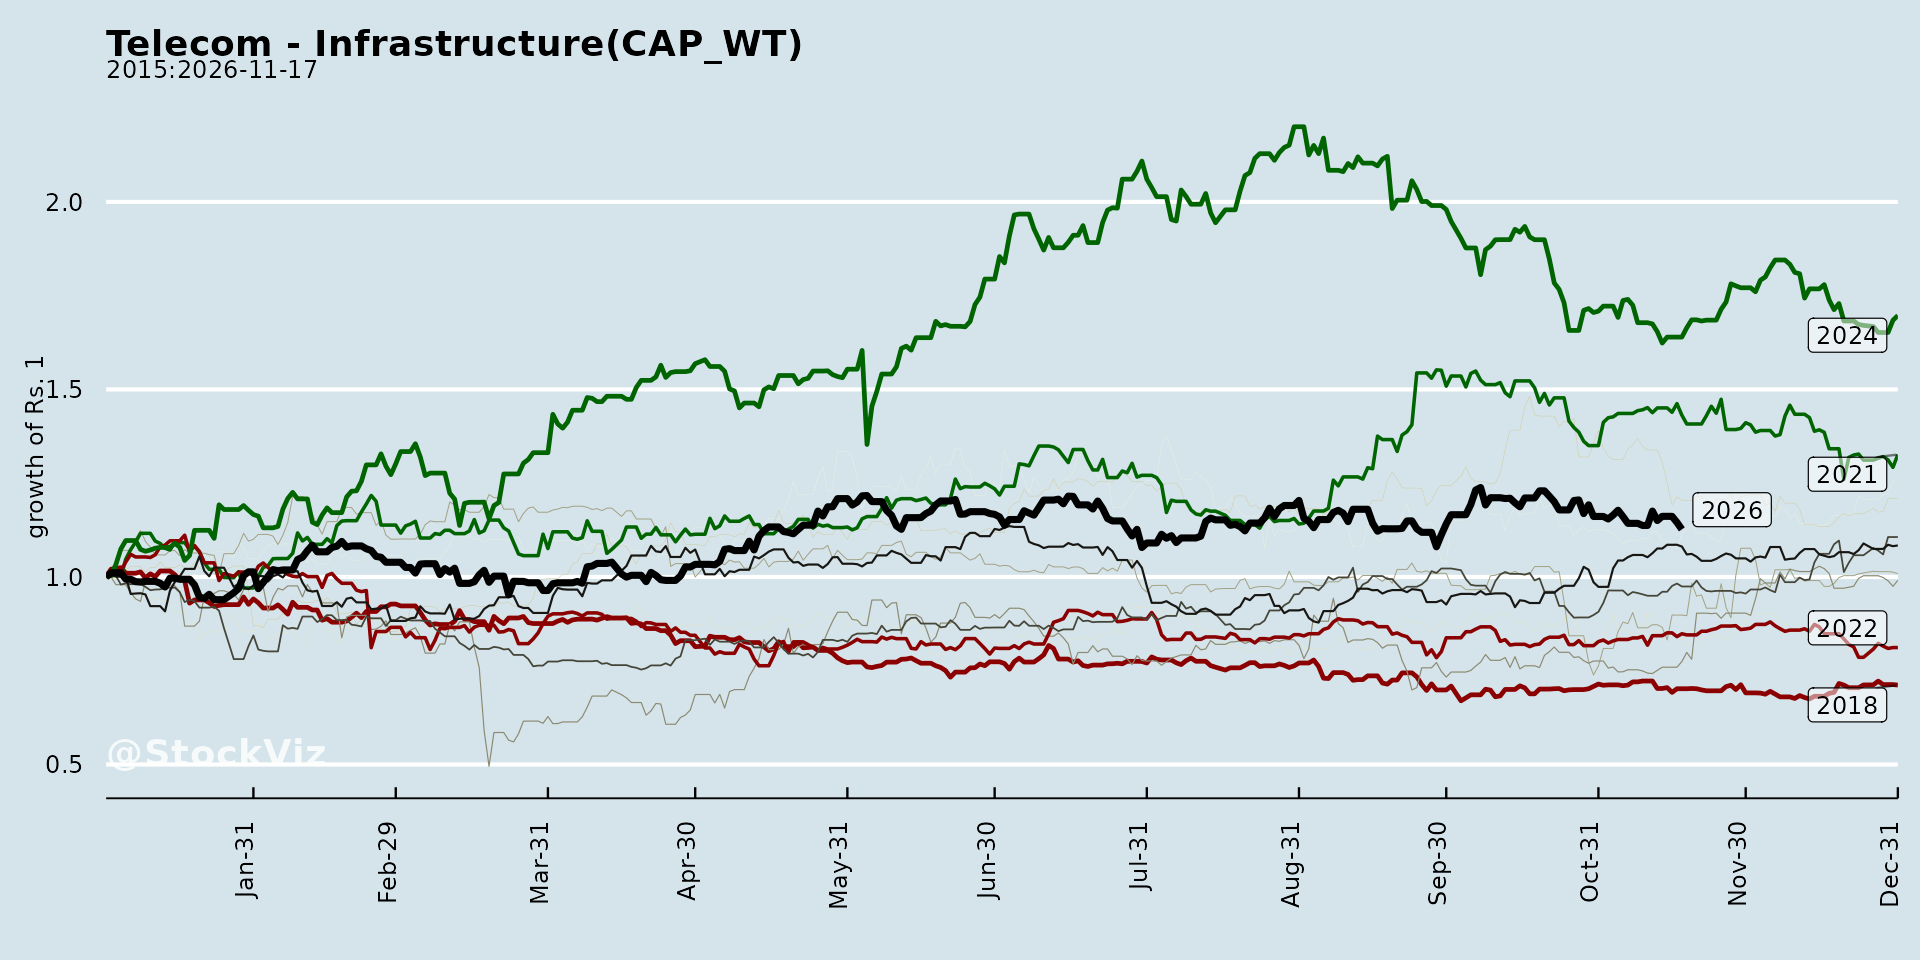 Telecom - Infrastructure(CAP_WT)
2015:2026-11-17
growth of Rs. 1
2.0
1.5
1.0
0.5
2024
2021
2026
2022
2018
@StockViz
Jan-31
Feb-29
Mar-31
Apr-30
May-31
Jun-30
Jul-31
Aug-31
Sep-30
Oct-31
Nov-30
Dec-31